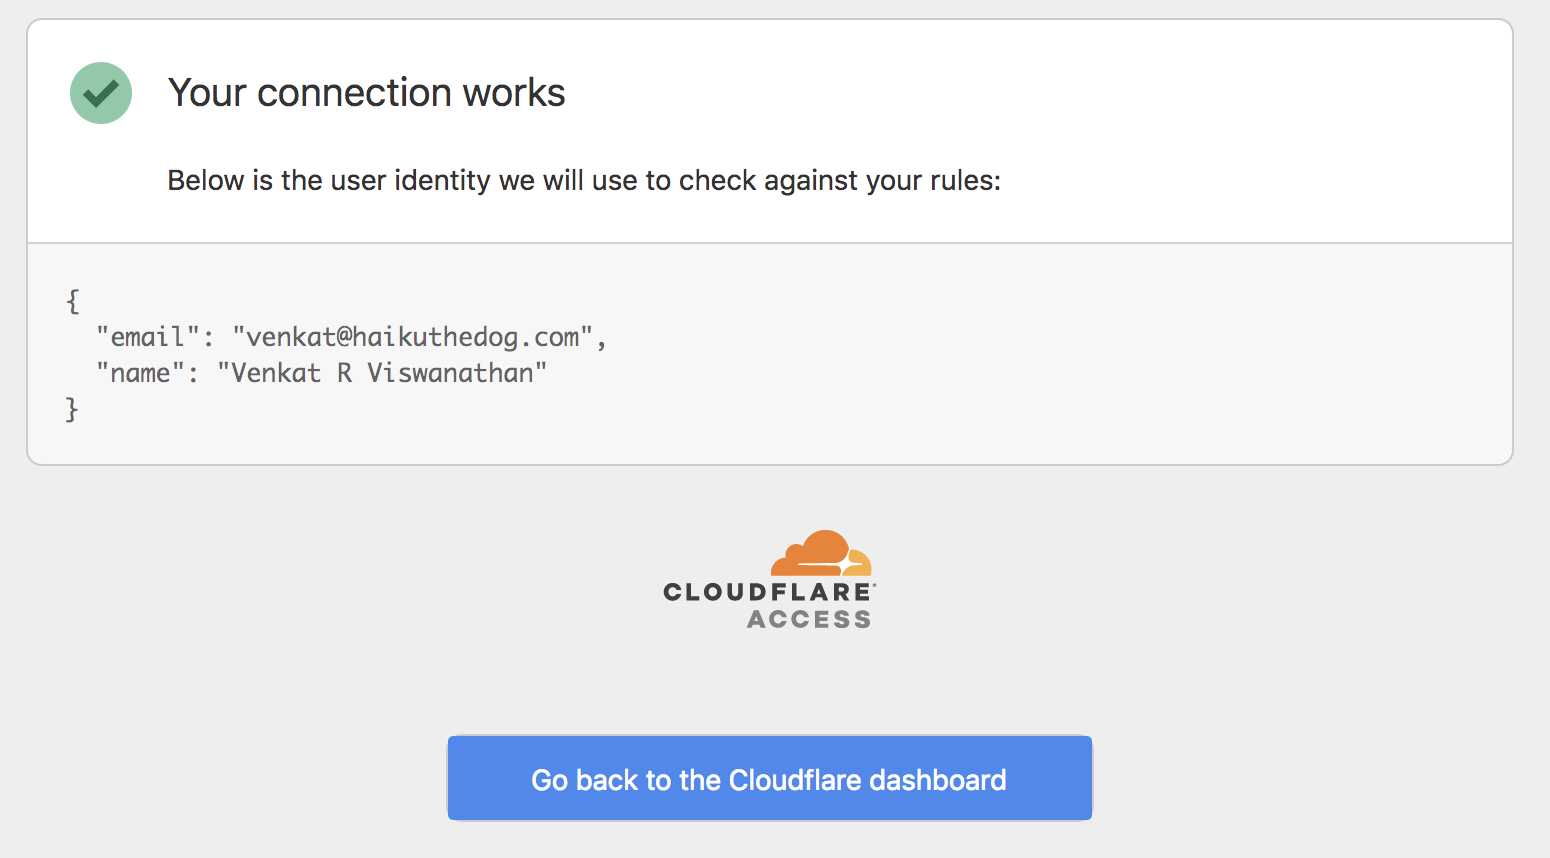 Your connection works
Below is the user identity we will use to check against your rules:
{
"email": "venkat@haikuthedog.com",
"name": "Venkat R Viswanathan"
}
CLOUDFLARE®
ACCESS
Go back to the Cloudflare dashboard